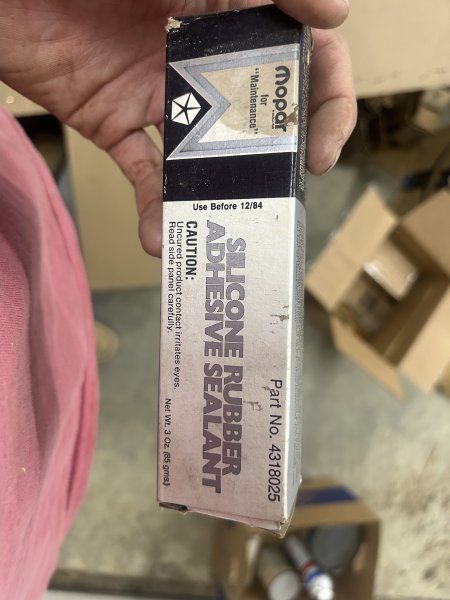 Mopar
for
"Maintenance"
Use Before 12/84
Part No. 4318025
SILICONE RUBBER
ADHESIVE SEALANT
CAUTION:
Uncured product contact irritates eyes.
Read side panel carefully.
Net Wt. 3 Oz. (85 gms.)